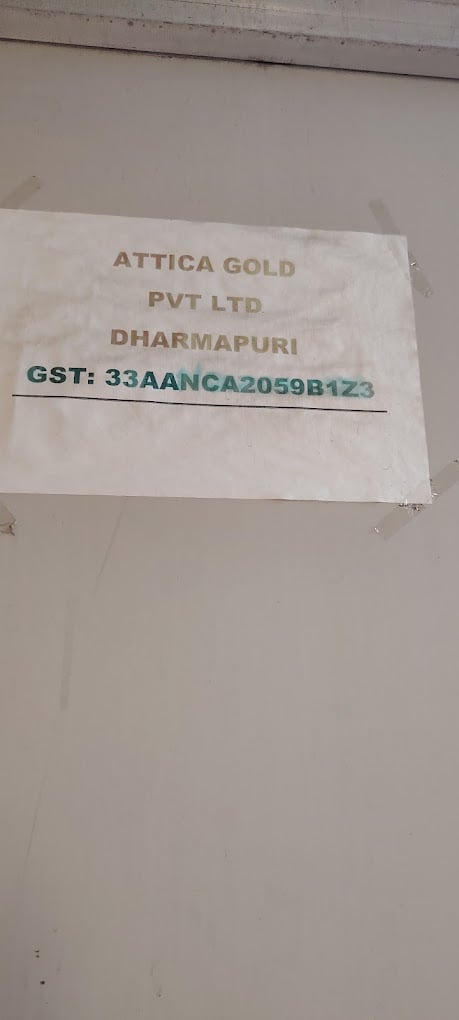 ATTICA GOLD
PVT LTD
DHARMAPURI
GST: 33AANCA2059B1Z3